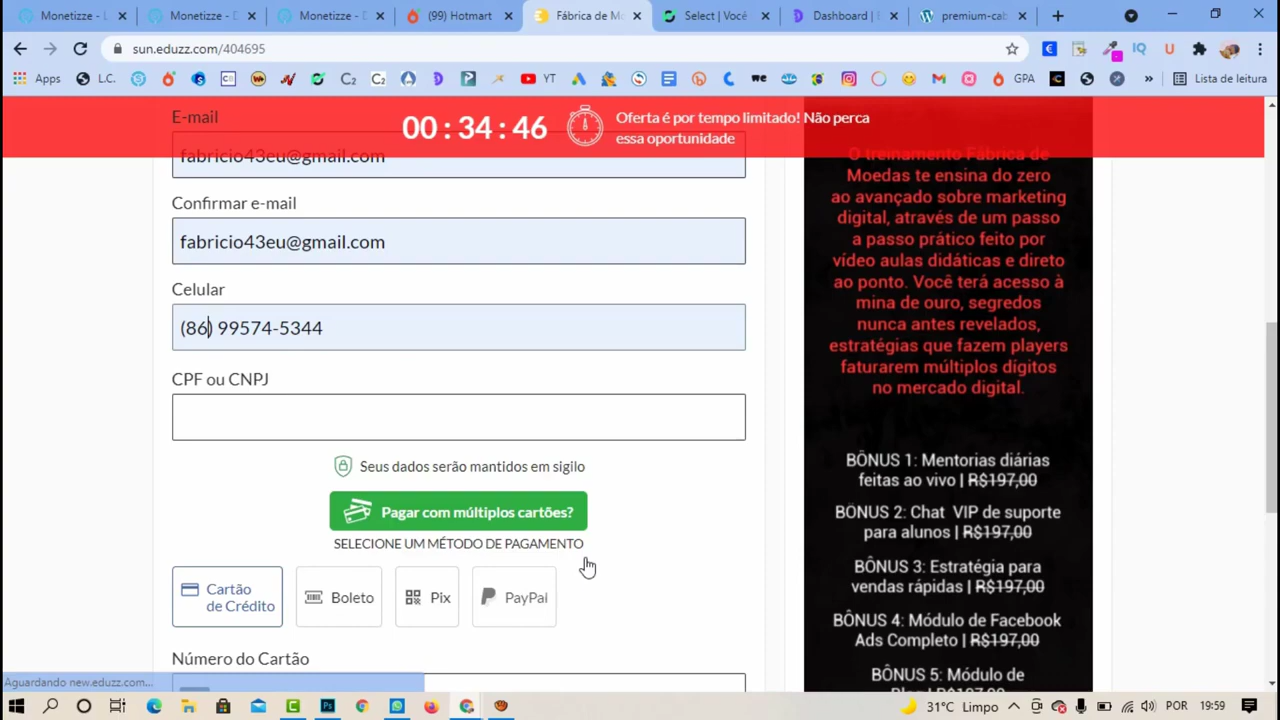 Monetizze - L
Monetizze - D
Monetizze - D
(99) Hotmart
Fábrica de Mo
Select | Você
Dashboard | E
premium-cab
sun.eduzz.com/404695
Apps
L.C.
YT
GPA
Lista de leitura
00 : 34 : 46
Oferta é por tempo limitado! Não perca
essa oportunidade
E-mail
fabricio43eu@gmail.com
Confirmar e-mail
fabricio43eu@gmail.com
Celular
(86) 99574-5344
CPF ou CNPJ
Seus dados serão mantidos em sigilo
Pagar com múltiplos cartões?
SELECIONE UM MÉTODO DE PAGAMENTO
Cartão
de Crédito
Boleto
Pix
PayPal
Número do Cartão
O treinamento Fábrica de
Moedas te ensina do zero
ao avançado sobre marketing
digital, através de um passo
a passo prático feito por
vídeo aulas didáticas e direto
ao ponto. Você terá acesso à
mina de ouro, segredos
nunca antes revelados,
estratégias que fazem players
faturarem múltiplos dígitos
no mercado digital.
BÔNUS 1: Mentorias diárias
feitas ao vivo | R$197,00
BÔNUS 2: Chat VIP de suporte
para alunos | R$197,00
BÔNUS 3: Estratégia para
vendas rápidas | R$197,00
BÔNUS 4: Módulo de Facebook
Ads Completo | R$197,00
BÔNUS 5: Módulo de
Aguardando new.eduzz.com...
31°C Limpo
POR
19:59